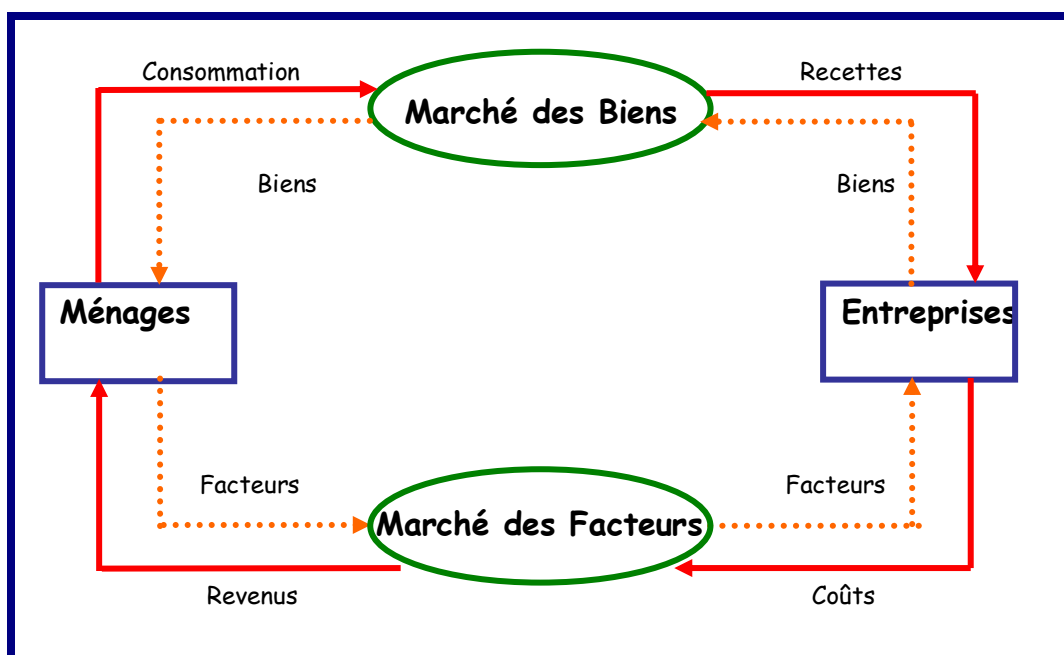 Consommation
Recettes
Marché des Biens
Biens
Biens
Ménages
Entreprises
Facteurs
Facteurs
Marché des Facteurs
Revenus
Coûts